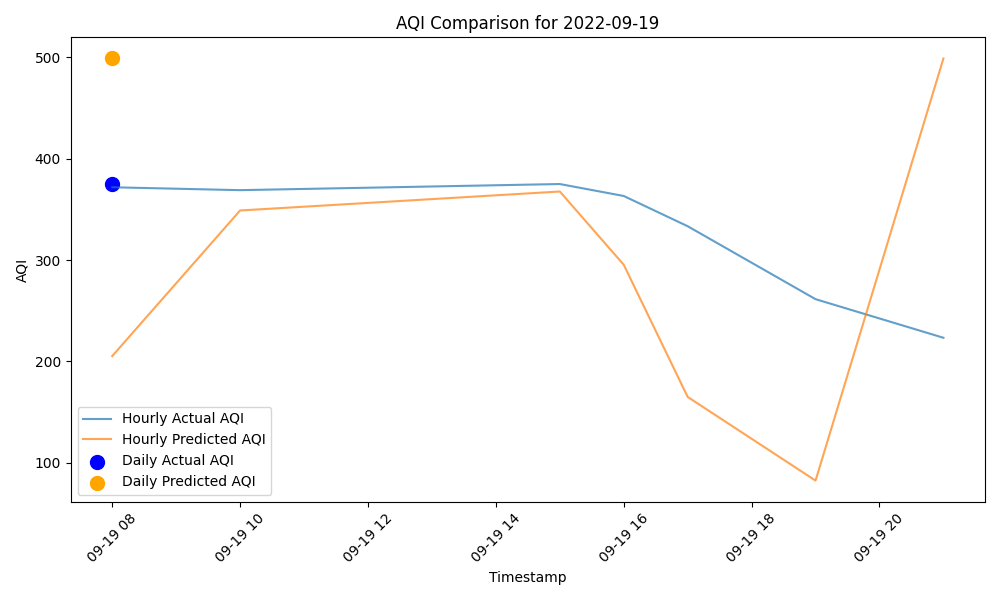 AQI Comparison for 2022-09-19
500
400
300
200
100
AQI
Hourly Actual AQI
Hourly Predicted AQI
Daily Actual AQI
Daily Predicted AQI
09-19 08
09-19 10
09-19 12
09-19 14
09-19 16
09-19 18
09-19 20
Timestamp